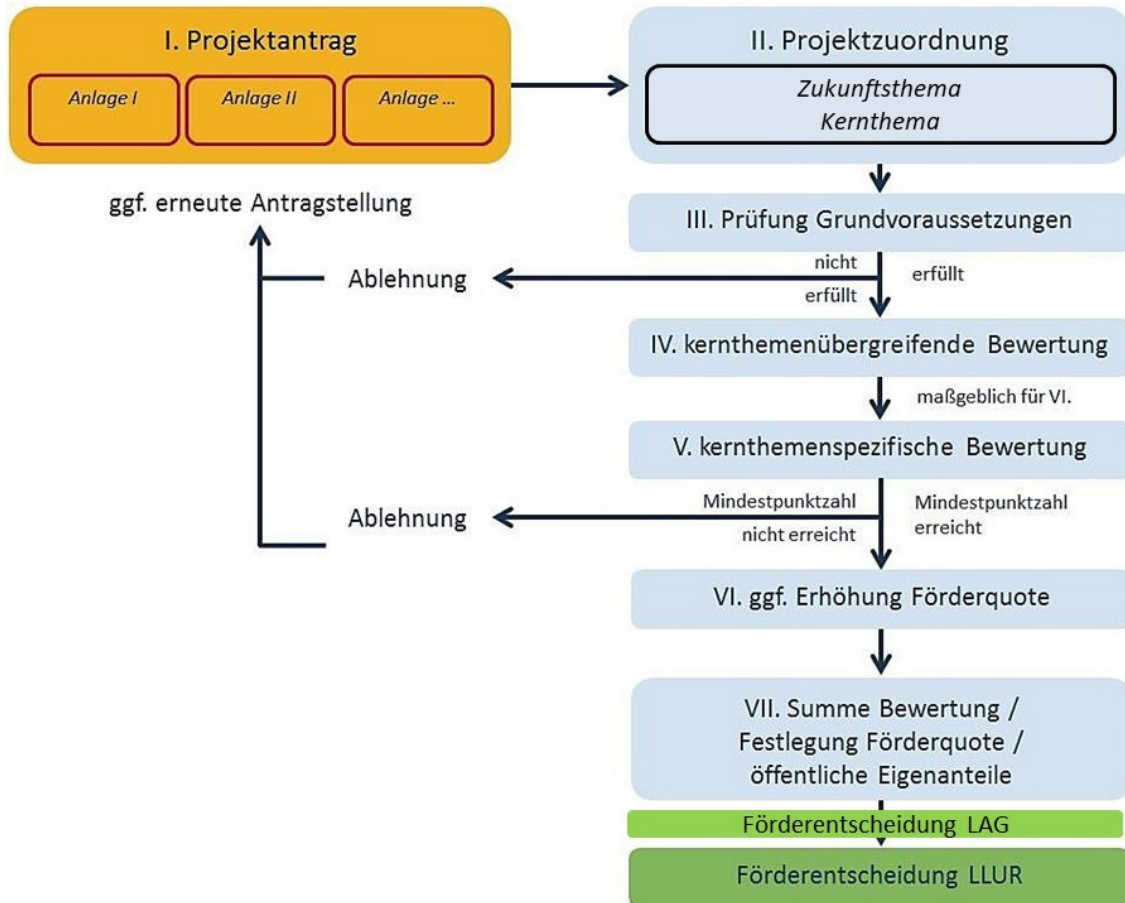 I. Projektantrag
Anlage I
Anlage II
Anlage ...
II. Projektzuordnung
Zukunftsthema
Kernthema
ggf. erneute Antragstellung
III. Prüfung Grundvoraussetzungen
nicht
erfüllt
erfüllt
Ablehnung
IV. kernthemenübergreifende Bewertung
maßgeblich für VI.
V. kernthemenspezifische Bewertung
Mindestpunktzahl
nicht erreicht
Mindestpunktzahl
erreicht
Ablehnung
VI. ggf. Erhöhung Förderquote
VII. Summe Bewertung /
Festlegung Förderquote /
öffentliche Eigenanteile
Förderentscheidung LAG
Förderentscheidung LLUR